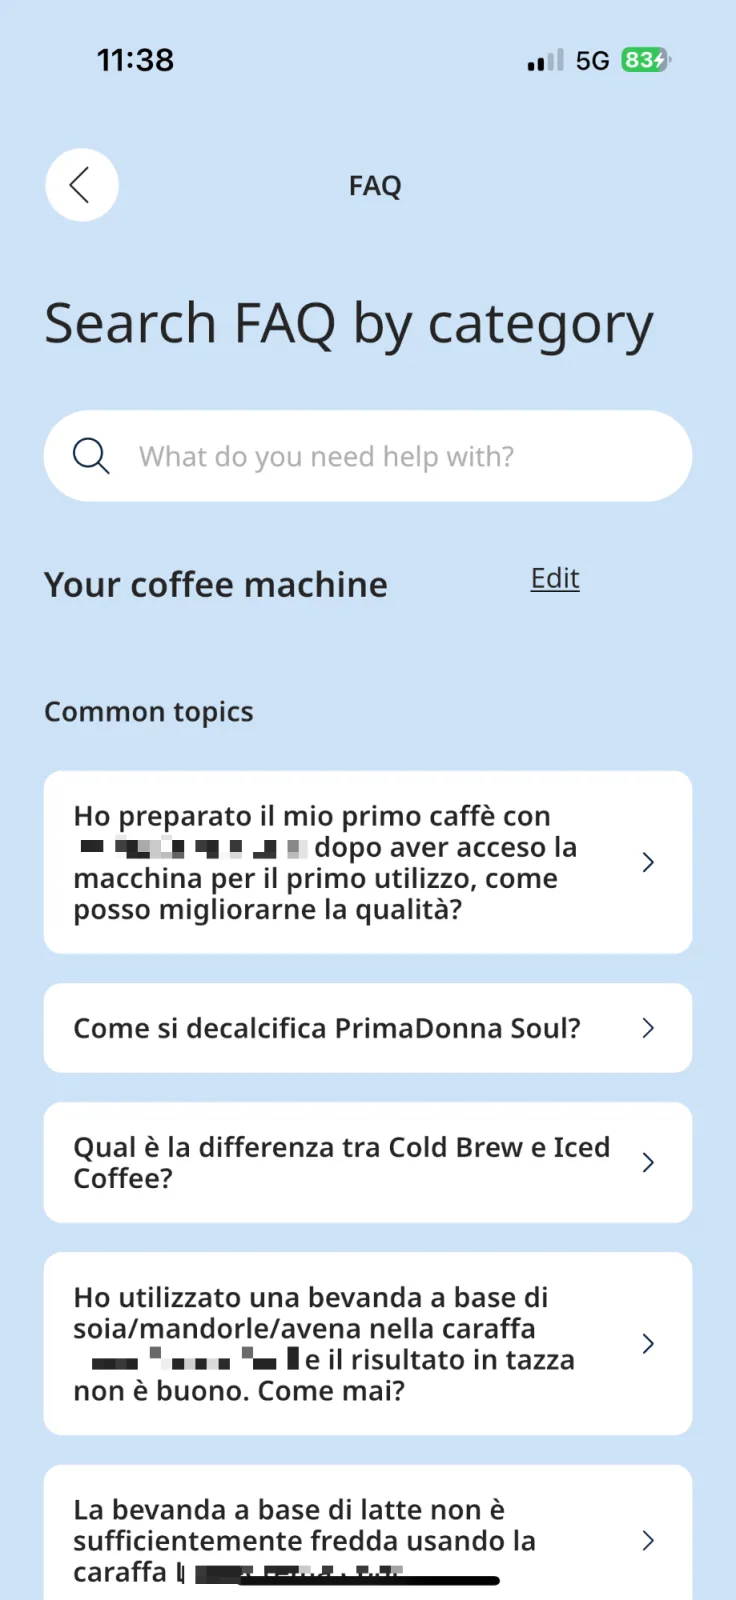 11:38
5G 83
FAQ
Search FAQ by category
What do you need help with?
Your coffee machine
Edit
Common topics
Ho preparato il mio primo caffè con
dopo aver acceso la
macchina per il primo utilizzo, come
posso migliorarne la qualità?
Come si decalcifica PrimaDonna Soul?
Qual è la differenza tra Cold Brew e Iced
Coffee?
Ho utilizzato una bevanda a base di
soia/mandorle/avena nella caraffa
e il risultato in tazza
non è buono. Come mai?
La bevanda a base di latte non è
sufficientemente fredda usando la
caraffa